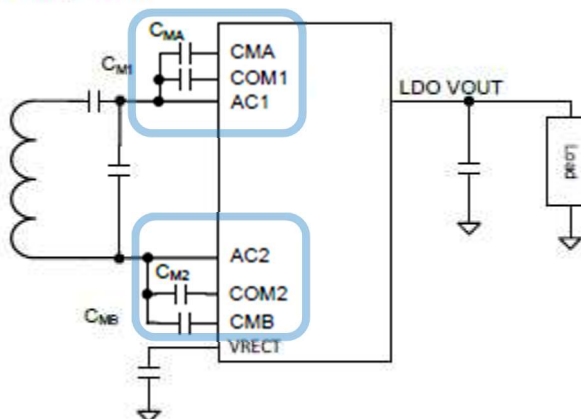 CMA
CMA
CM1
COM1
AC1
LDO VOUT
Load
AC2
CM2
COM2
CMB
CMB
VRECT